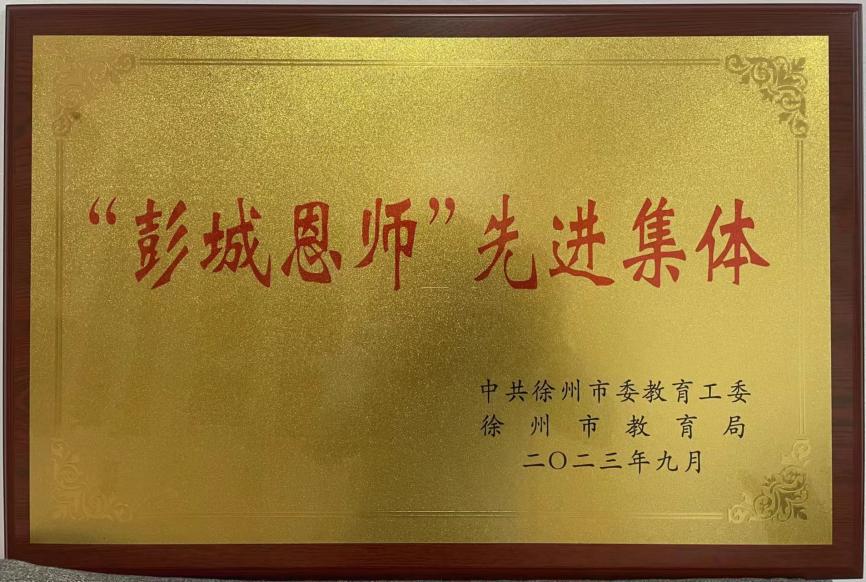 “彭城恩师”先进集体
中共徐州市委教育工委
徐州市教育局
二〇二三年九月